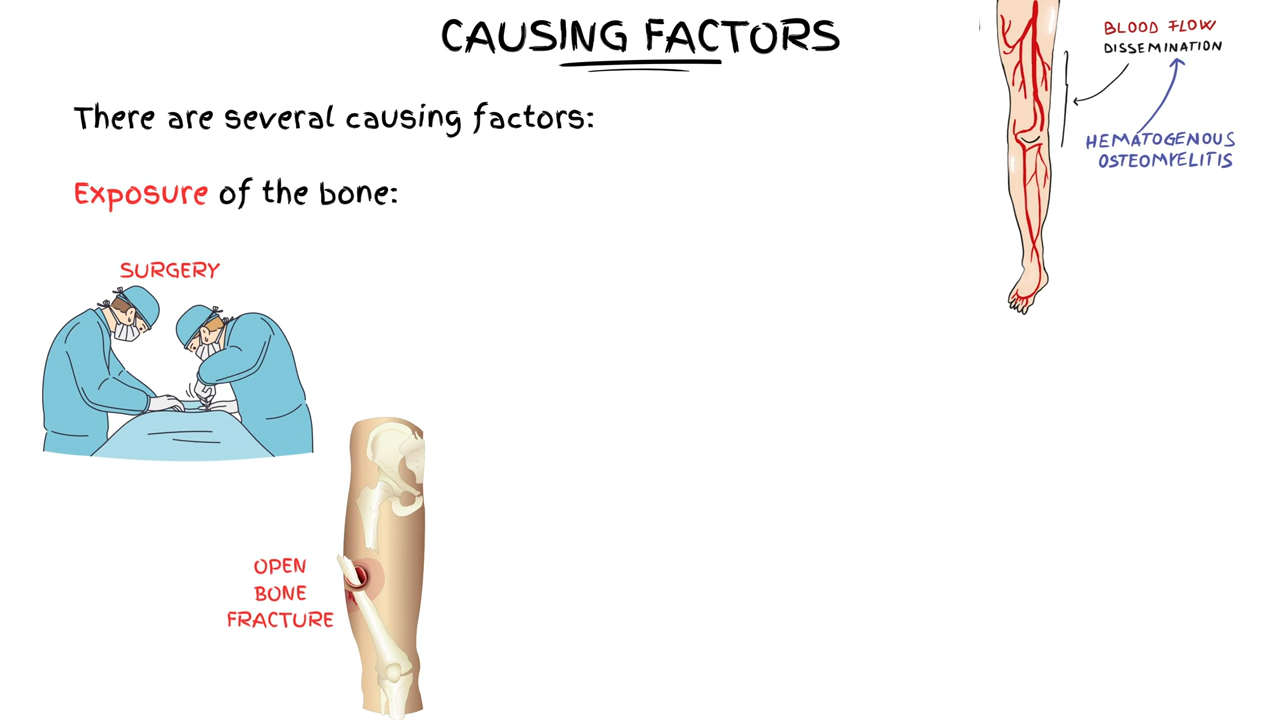 CAUSING FACTORS
There are several causing factors:
Exposure of the bone:
SURGERY
OPEN
BONE
FRACTURE
BLOOD FLOW
DISSEMINATION
HEMATOGENOUS
OSTEOMYELITIS